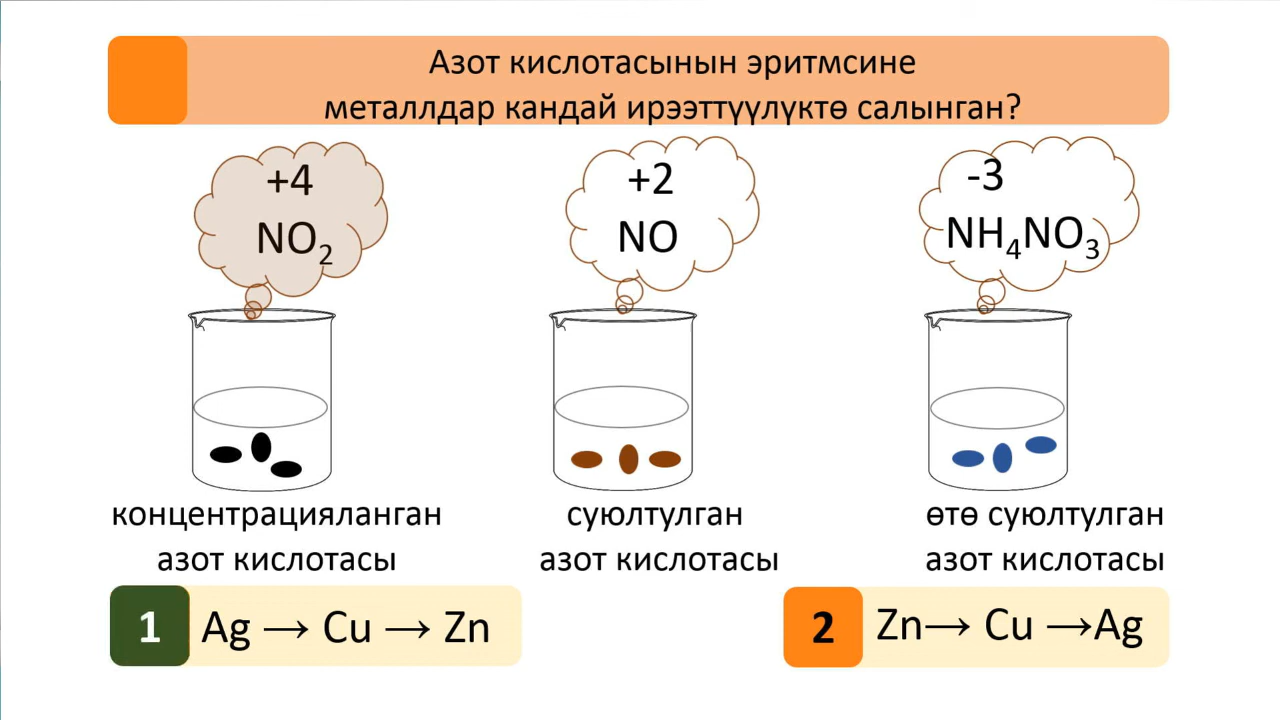 Азот кислотасынын эритмсине
металлдар кандай ирээттүүлүктө салынган?
+4
NO₂
+2
NO
-3
NH₄NO₃
концентрацияланган
азот кислотасы
суюлтулган
азот кислотасы
өтө суюлтулган
азот кислотасы
1 Ag → Cu → Zn
2 Zn→ Cu →Ag